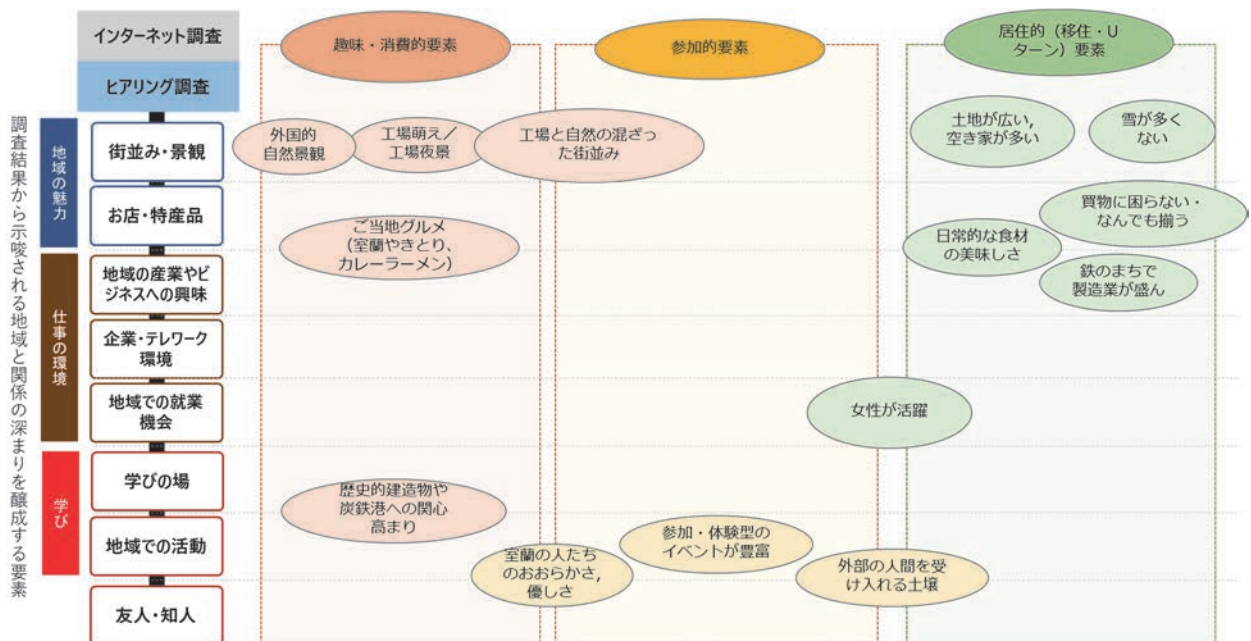 インターネット調査
ヒアリング調査
趣味・消費的要素
参加的要素
居住的（移住・U
ターン）要素
調査結果から示唆される地域と関係の深まりを醸成する要素
地域の魅力
街並み・景観
外国的
自然景観
工場萌え／
工場夜景
工場と自然の混ざっ
た街並み
土地が広い,
空き家が多い
雪が多く
ない
お店・特産品
ご当地グルメ
（室蘭やきとり、
カレーラーメン）
買物に困らない・
なんでも揃う
日常的な食材
の美味しさ
仕事の環境
地域の産業やビ
ジネスへの興味
鉄のまちで
製造業が盛ん
企業・テレワーク
環境
地域での就業
機会
女性が活躍
学び
学びの場
歴史的建造物や
炭鉄港への関心
高まり
地域での活動
室蘭の人たち
のおおらかさ,
優しさ
参加・体験型の
イベントが豊富
外部の人間を受
け入れる土壌
友人・知人